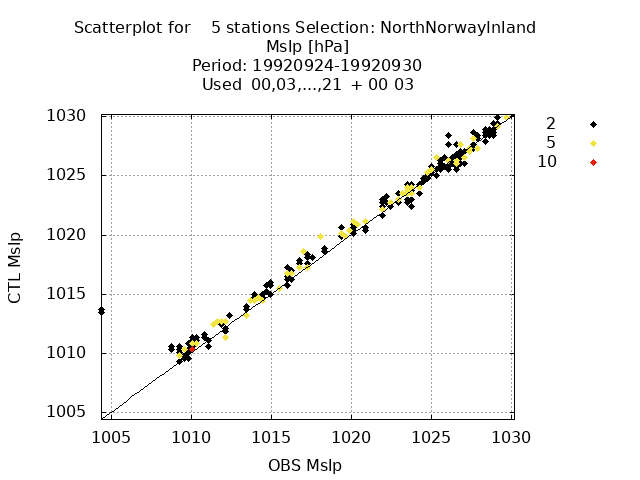 Scatterplot for    5 stations Selection: NorthNorwayInland
Mslp [hPa]
Period: 19920924-19920930
Used  00,03,...,21  + 00 03
2
5
10
1030
1025
1020
1015
1010
1005
CTL Mslp
1005 1010 1015 1020 1025 1030
OBS Mslp